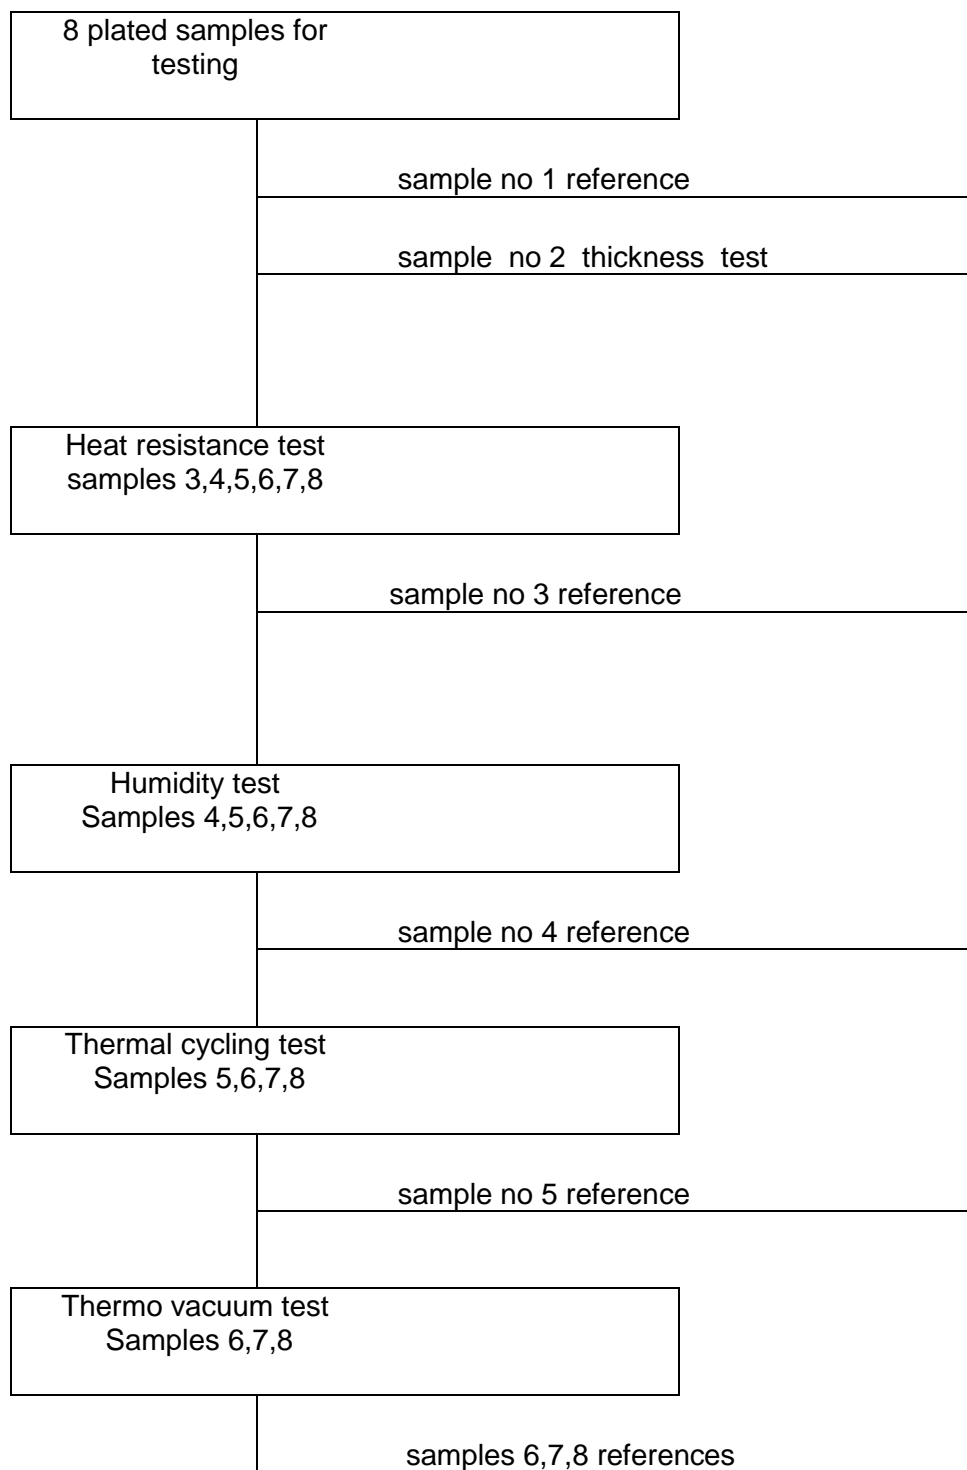 8 plated samples for
testing
sample no 1 reference
sample no 2 thickness test
Heat resistance test
samples 3,4,5,6,7,8
sample no 3 reference
Humidity test
Samples 4,5,6,7,8
sample no 4 reference
Thermal cycling test
Samples 5,6,7,8
sample no 5 reference
Thermo vacuum test
Samples 6,7,8
samples 6,7,8 references